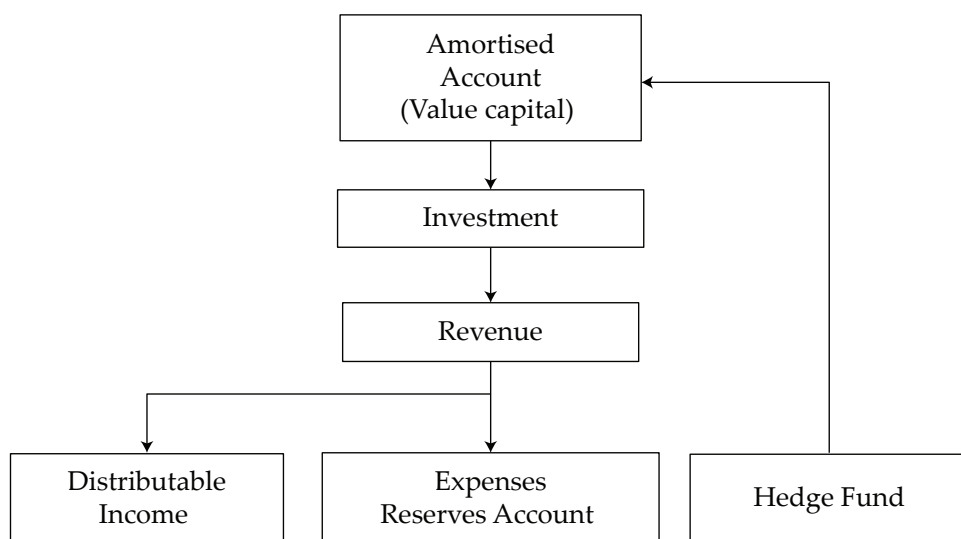 Amortised
Account
(Value capital)
Investment
Revenue
Distributable
Income
Expenses
Reserves Account
Hedge Fund